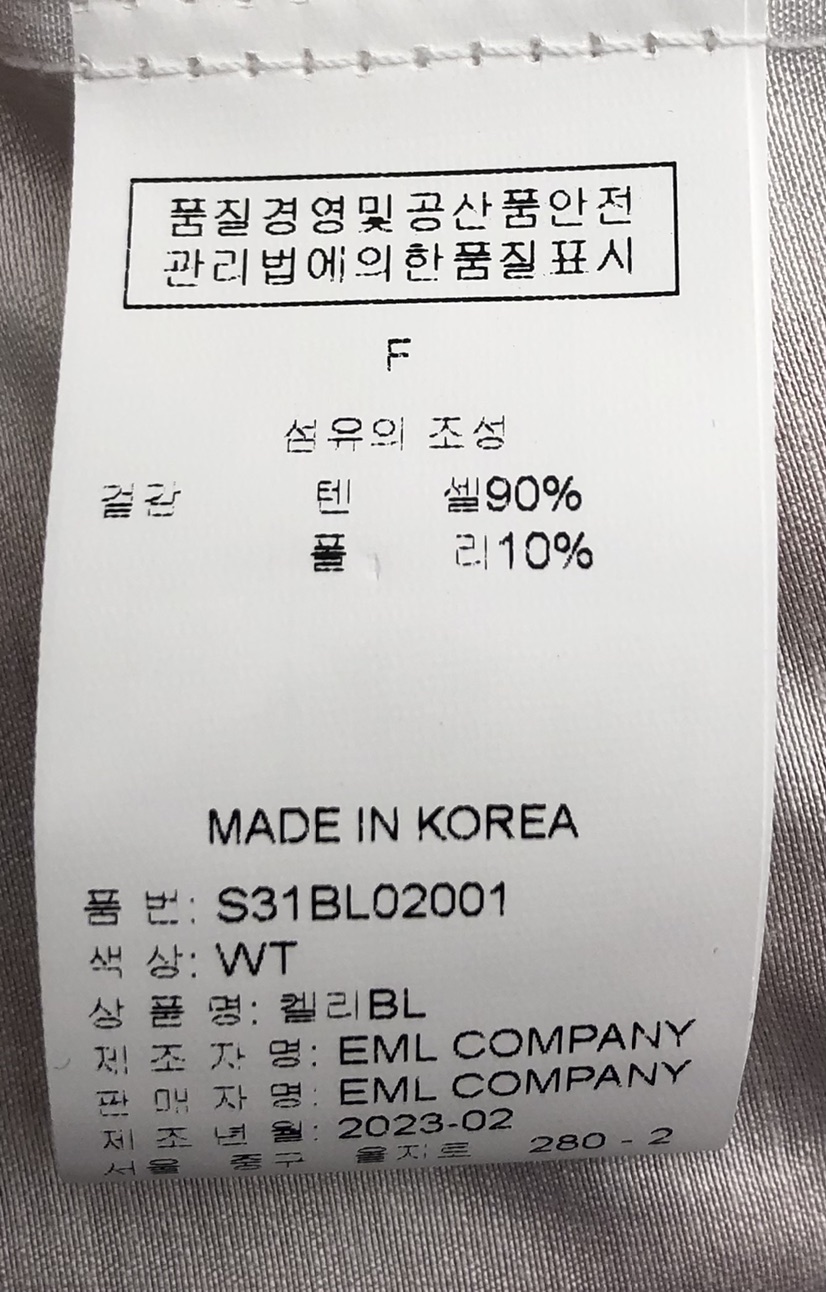 품질경영및공산품안전
관리법에의한품질표시
F
섬유의 조성
겉감 텐 셀90%
폴 리10%
MADE IN KOREA
품 번: S31BL02001
색 상: WT
상 품 명: 켈리BL
제 조 자 명: EML COMPANY
판 매 자 명: EML COMPANY
제 조 년 월: 2023-02
서울 중구 을지로 280 - 2